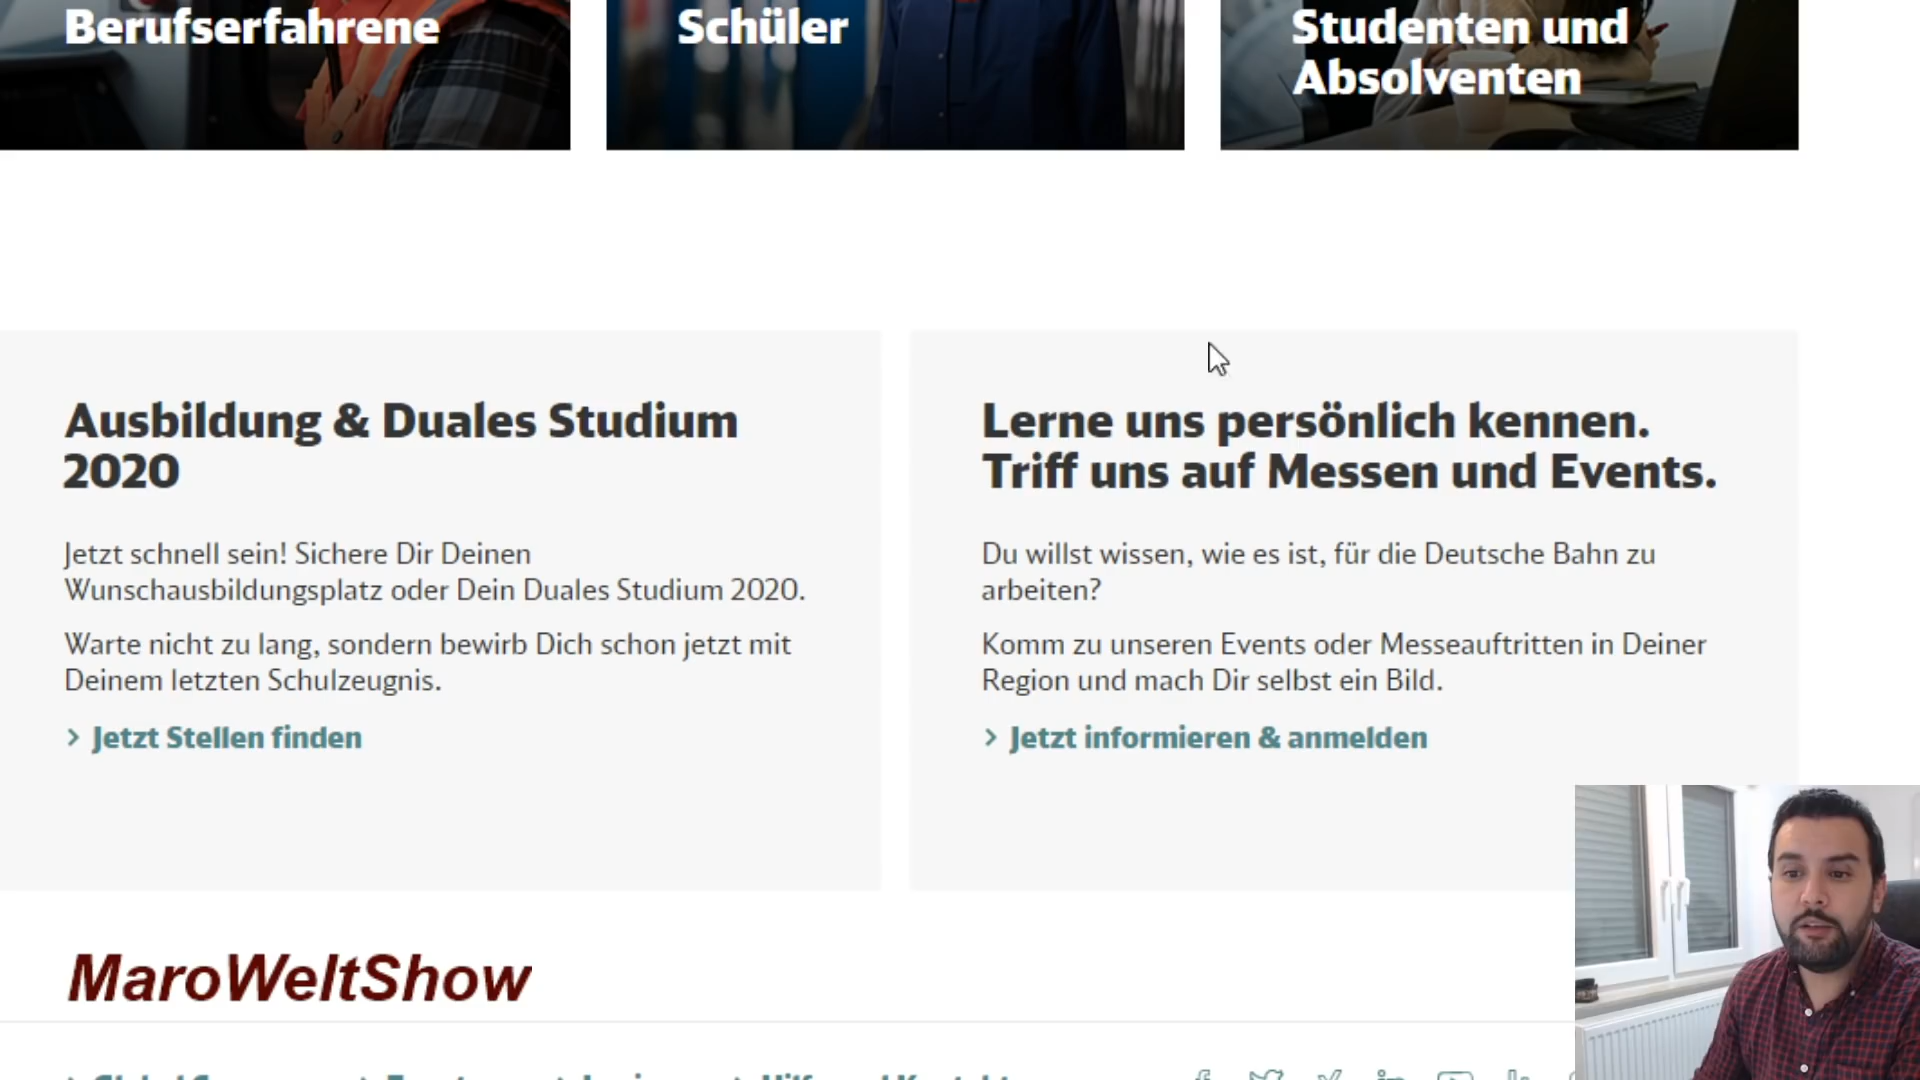 Berufserfahrene
Schüler
Studenten und
Absolventen
Ausbildung & Duales Studium
2020
Jetzt schnell sein! Sichere Dir Deinen
Wunschausbildungsplatz oder Dein Duales Studium 2020.
Warte nicht zu lang, sondern bewirb Dich schon jetzt mit
Deinem letzten Schulzeugnis.
Jetzt Stellen finden
Lerne uns persönlich kennen.
Triff uns auf Messen und Events.
Du willst wissen, wie es ist, für die Deutsche Bahn zu
arbeiten?
Komm zu unseren Events oder Messeauftritten in Deiner
Region und mach Dir selbst ein Bild.
Jetzt informieren & anmelden
MaroWeltShow